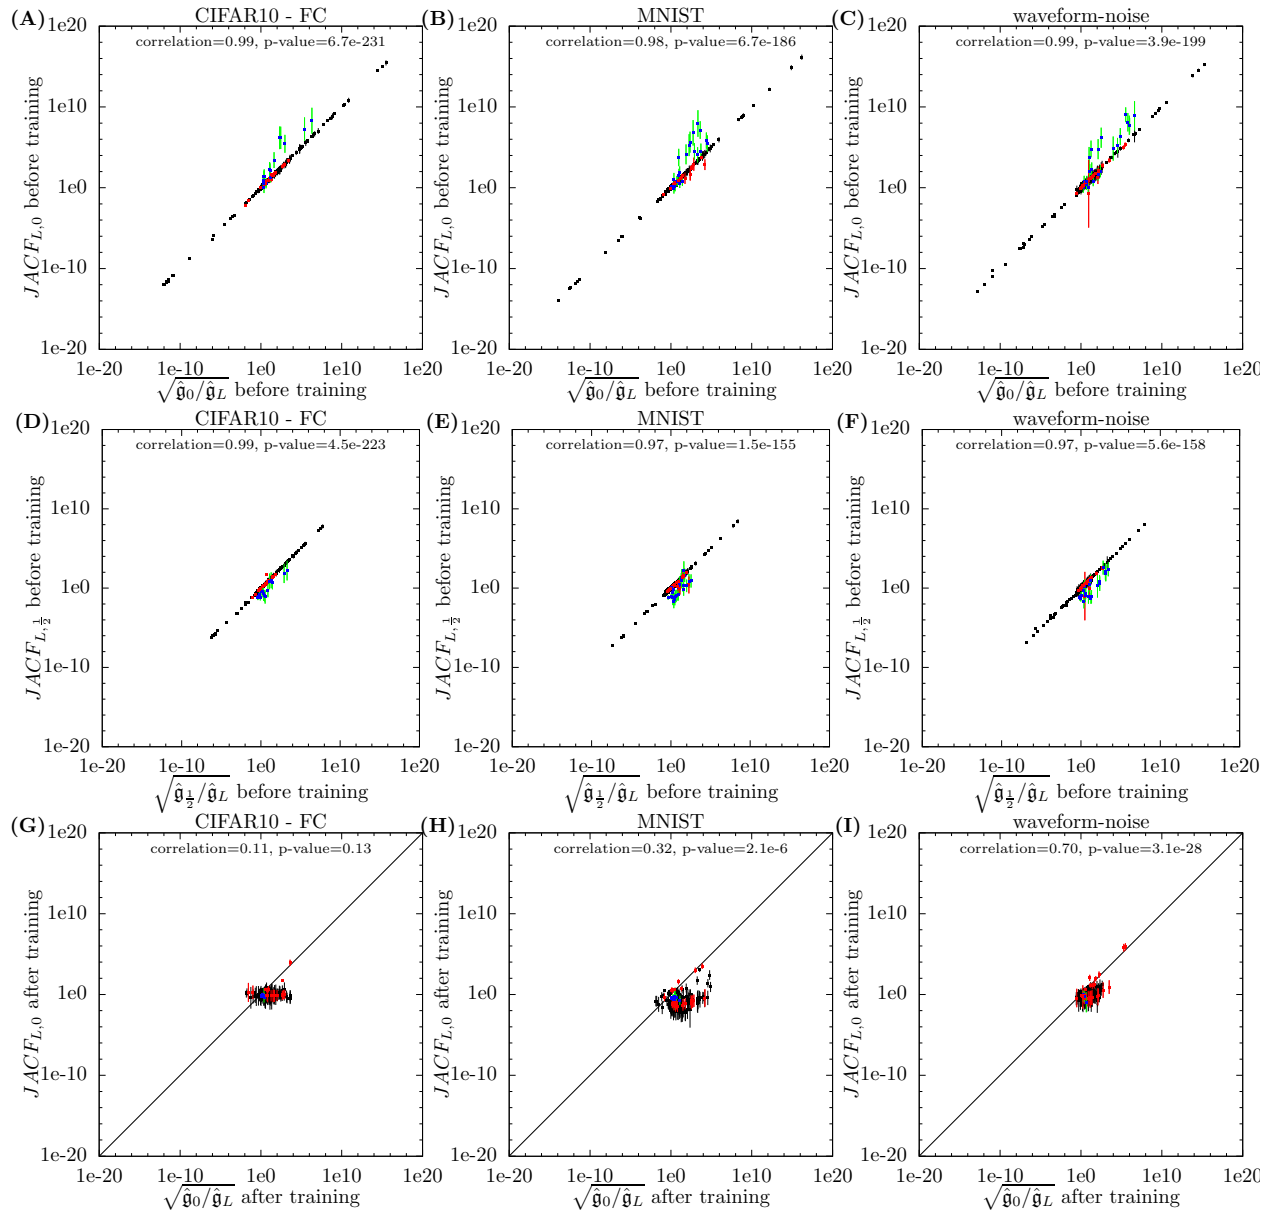 (A) CIFAR10 - FC
correlation=0.99, p-value=6.7e-231
1e20
1e10
1e0
1e-10
1e-20
JACF_{L,0} before training
1e-20 1e-10 1e0 1e10 1e20
√ĝ₀/ĝ_L before training
(B) MNIST
correlation=0.98, p-value=6.7e-186
1e20
1e10
1e0
1e-10
1e-20
JACF_{L,0} before training
1e-20 1e-10 1e0 1e10 1e20
√ĝ₀/ĝ_L before training
(C) waveform-noise
correlation=0.99, p-value=3.9e-199
1e20
1e10
1e0
1e-10
1e-20
JACF_{L,0} before training
1e-20 1e-10 1e0 1e10 1e20
√ĝ₀/ĝ_L before training
(D) CIFAR10 - FC
correlation=0.99, p-value=4.5e-223
1e20
1e10
1e0
1e-10
1e-20
JACF_{L,1/2} before training
1e-20 1e-10 1e0 1e10 1e20
√ĝ_{1/2}/ĝ_L before training
(E) MNIST
correlation=0.97, p-value=1.5e-155
1e20
1e10
1e0
1e-10
1e-20
JACF_{L,1/2} before training
1e-20 1e-10 1e0 1e10 1e20
√ĝ_{1/2}/ĝ_L before training
(F) waveform-noise
correlation=0.97, p-value=5.6e-158
1e20
1e10
1e0
1e-10
1e-20
JACF_{L,1/2} before training
1e-20 1e-10 1e0 1e10 1e20
√ĝ_{1/2}/ĝ_L before training
(G) CIFAR10 - FC
correlation=0.11, p-value=0.13
1e20
1e10
1e0
1e-10
1e-20
JACF_{L,0} after training
1e-20 1e-10 1e0 1e10 1e20
√ĝ₀/ĝ_L after training
(H) MNIST
correlation=0.32, p-value=2.1e-6
1e20
1e10
1e0
1e-10
1e-20
JACF_{L,0} after training
1e-20 1e-10 1e0 1e10 1e20
√ĝ₀/ĝ_L after training
(I) waveform-noise
correlation=0.70, p-value=3.1e-28
1e20
1e10
1e0
1e-10
1e-20
JACF_{L,0} after training
1e-20 1e-10 1e0 1e10 1e20
√ĝ₀/ĝ_L after training